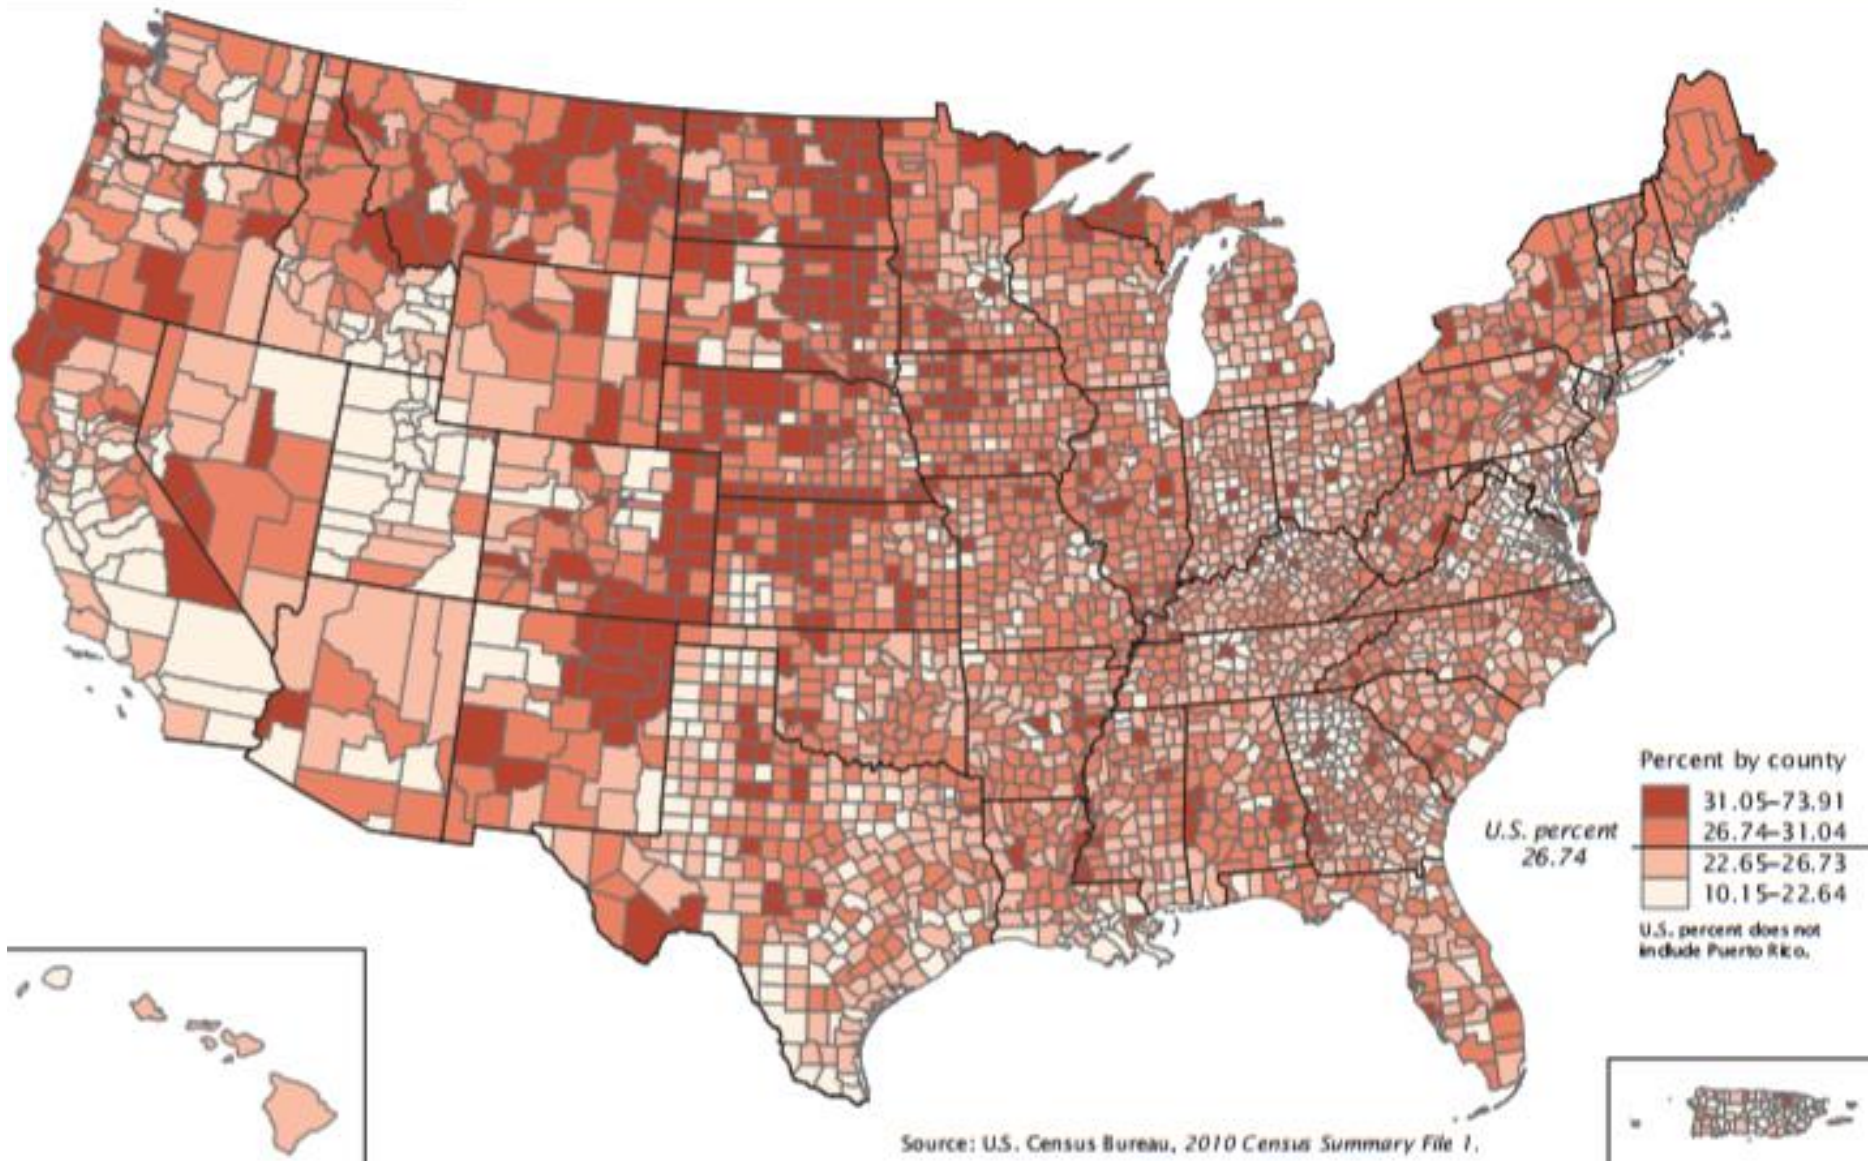 Percent by county
31.05–73.91
26.74–31.04
22.65–26.73
10.15–22.64
U.S. percent
26.74
U.S. percent does not
include Puerto Rico.
Source: U.S. Census Bureau, 2010 Census Summary File 1.